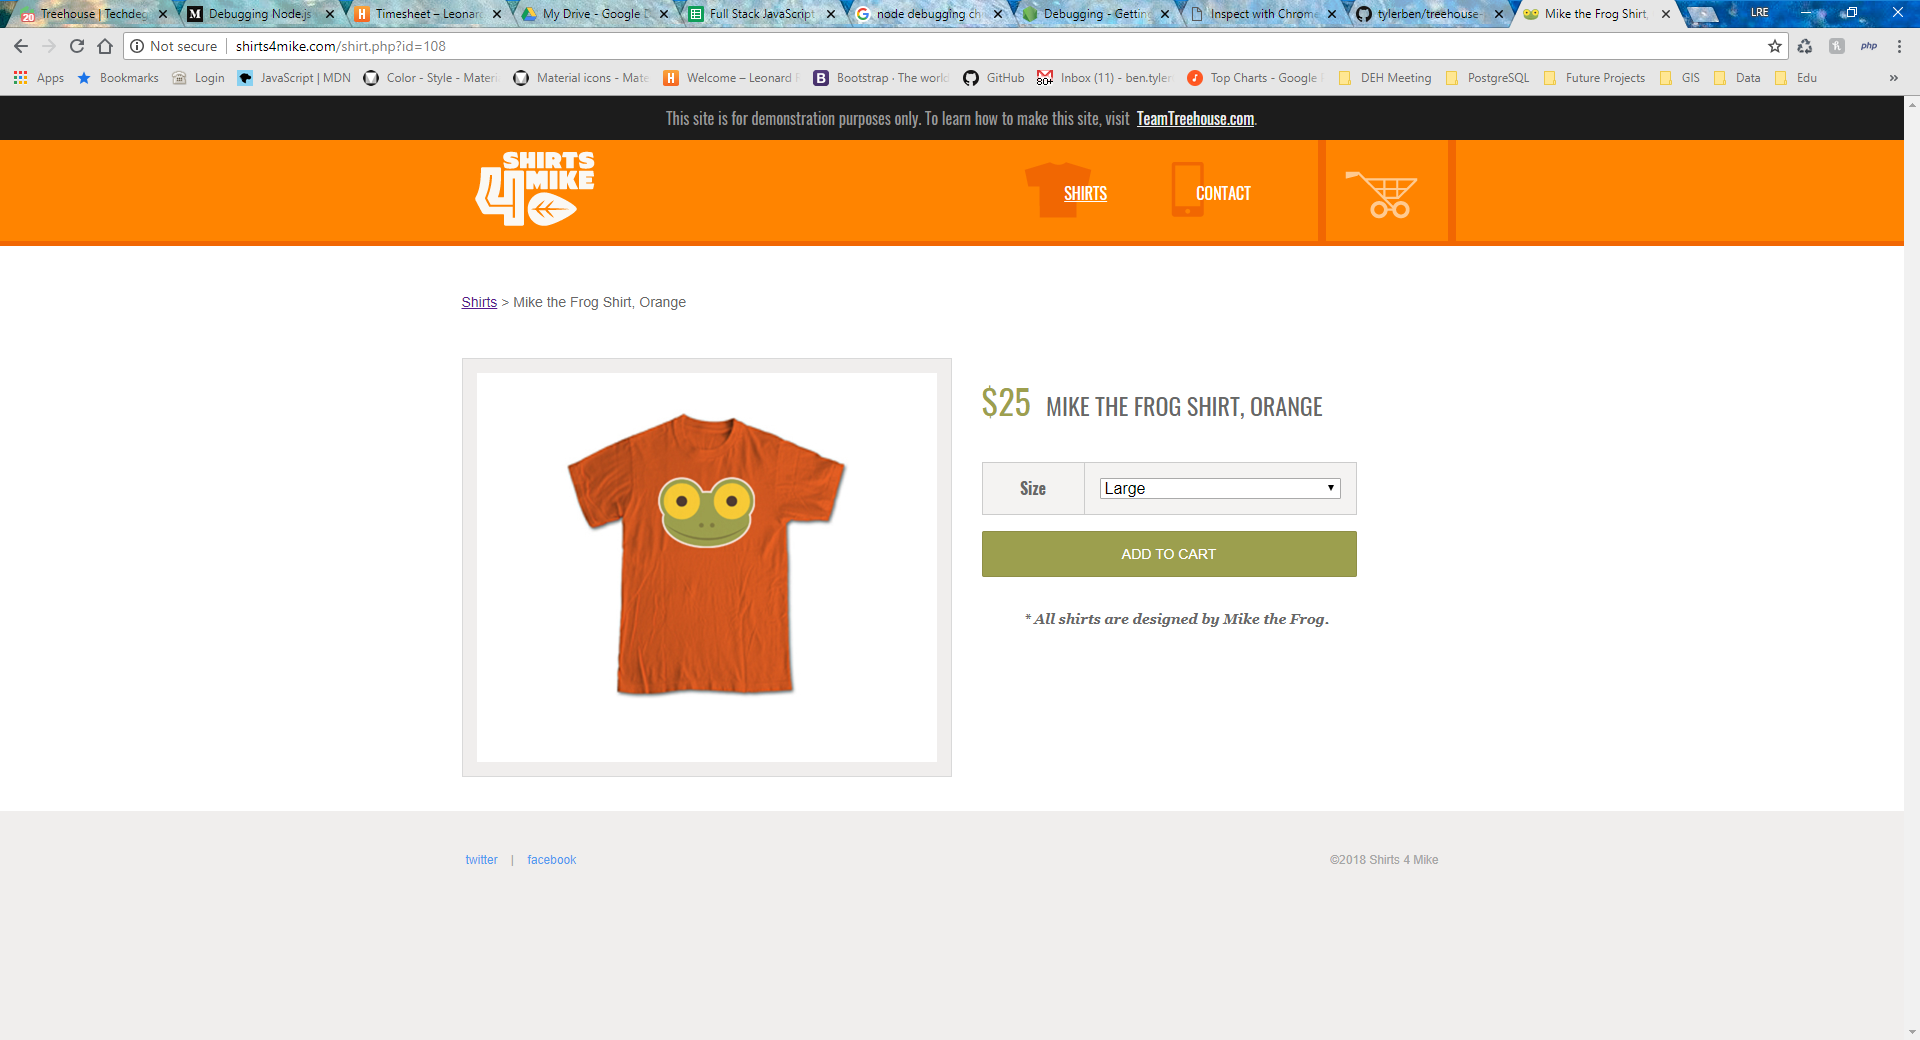 20 Treehouse | Techdeg
M Debugging Node.js
H Timesheet – Leonar
My Drive - Google D
Full Stack JavaScript
G node debugging ch
Debugging - Gettin
Inspect with Chrom
tylerben/treehouse-
Mike the Frog Shirt,
LRE
Not secure | shirts4mike.com/shirt.php?id=108
php
Apps
Bookmarks
Login
JavaScript | MDN
Color - Style - Materi
Material icons - Mate
H Welcome – Leonard
B Bootstrap · The world
GitHub
80+ Inbox (11) - ben.tyler
Top Charts - Google
DEH Meeting
PostgreSQL
Future Projects
GIS
Data
Edu
»
This site is for demonstration purposes only. To learn how to make this site, visit TeamTreehouse.com.
SHIRTS
4 MIKE
SHIRTS
CONTACT
Shirts > Mike the Frog Shirt, Orange
$25 MIKE THE FROG SHIRT, ORANGE
Size
Large
ADD TO CART
* All shirts are designed by Mike the Frog.
twitter | facebook
©2018 Shirts 4 Mike